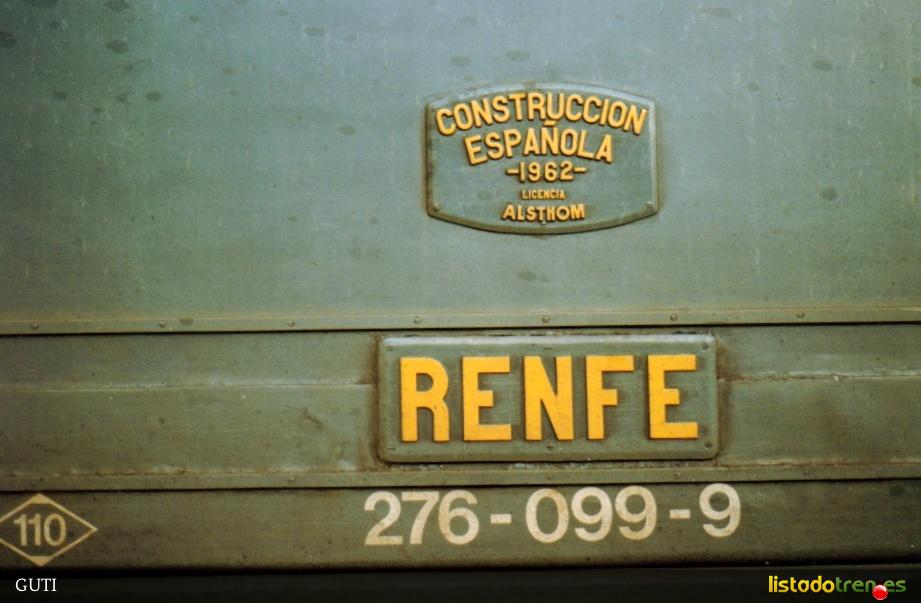 CONSTRUCCION
ESPAÑOLA
-1962-
LICENCIA
ALSTHOM
RENFE
276-099-9
110
GUTI
listadotren.es